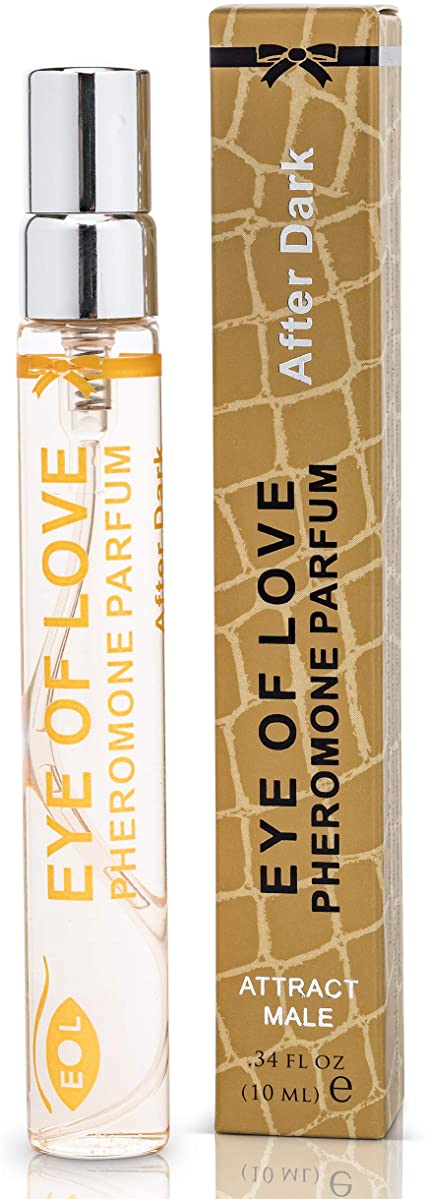 EYE OF LOVE
PHEROMONE PARFUM
After Dark
EOL
After Dark
EYE OF LOVE
PHEROMONE PARFUM
ATTRACT
MALE
.34 FL OZ
(10 ML) e